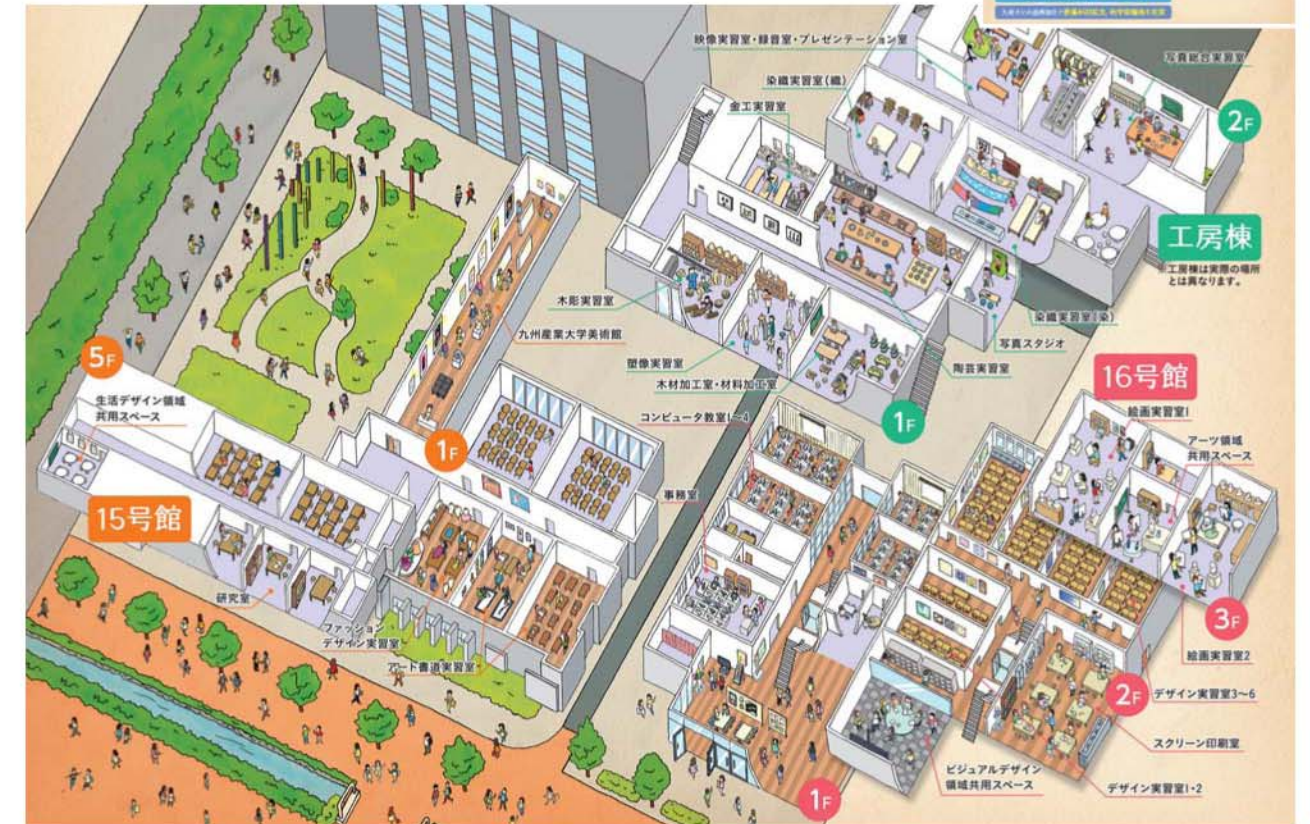 映像実習室・録音室・プレゼンテーション室
写真総合実習室
染織実習室(織)
金工実習室
2F
工房棟
※工房棟は実際の場所
とは異なります。
木彫実習室
九州産業大学美術館
染織実習室(染)
写真スタジオ
塑像実習室
陶芸実習室
木材加工室・材料加工室
1F
5F
生活デザイン領域
共用スペース
コンピュータ教室1~4
16号館
絵画実習室1
アーツ領域
共用スペース
1F
事務室
15号館
研究室
ファッション
デザイン実習室
アート書道実習室
3F
絵画実習室2
デザイン実習室3~6
2F
スクリーン印刷室
ビジュアルデザイン
領域共用スペース
デザイン実習室1・2
1F